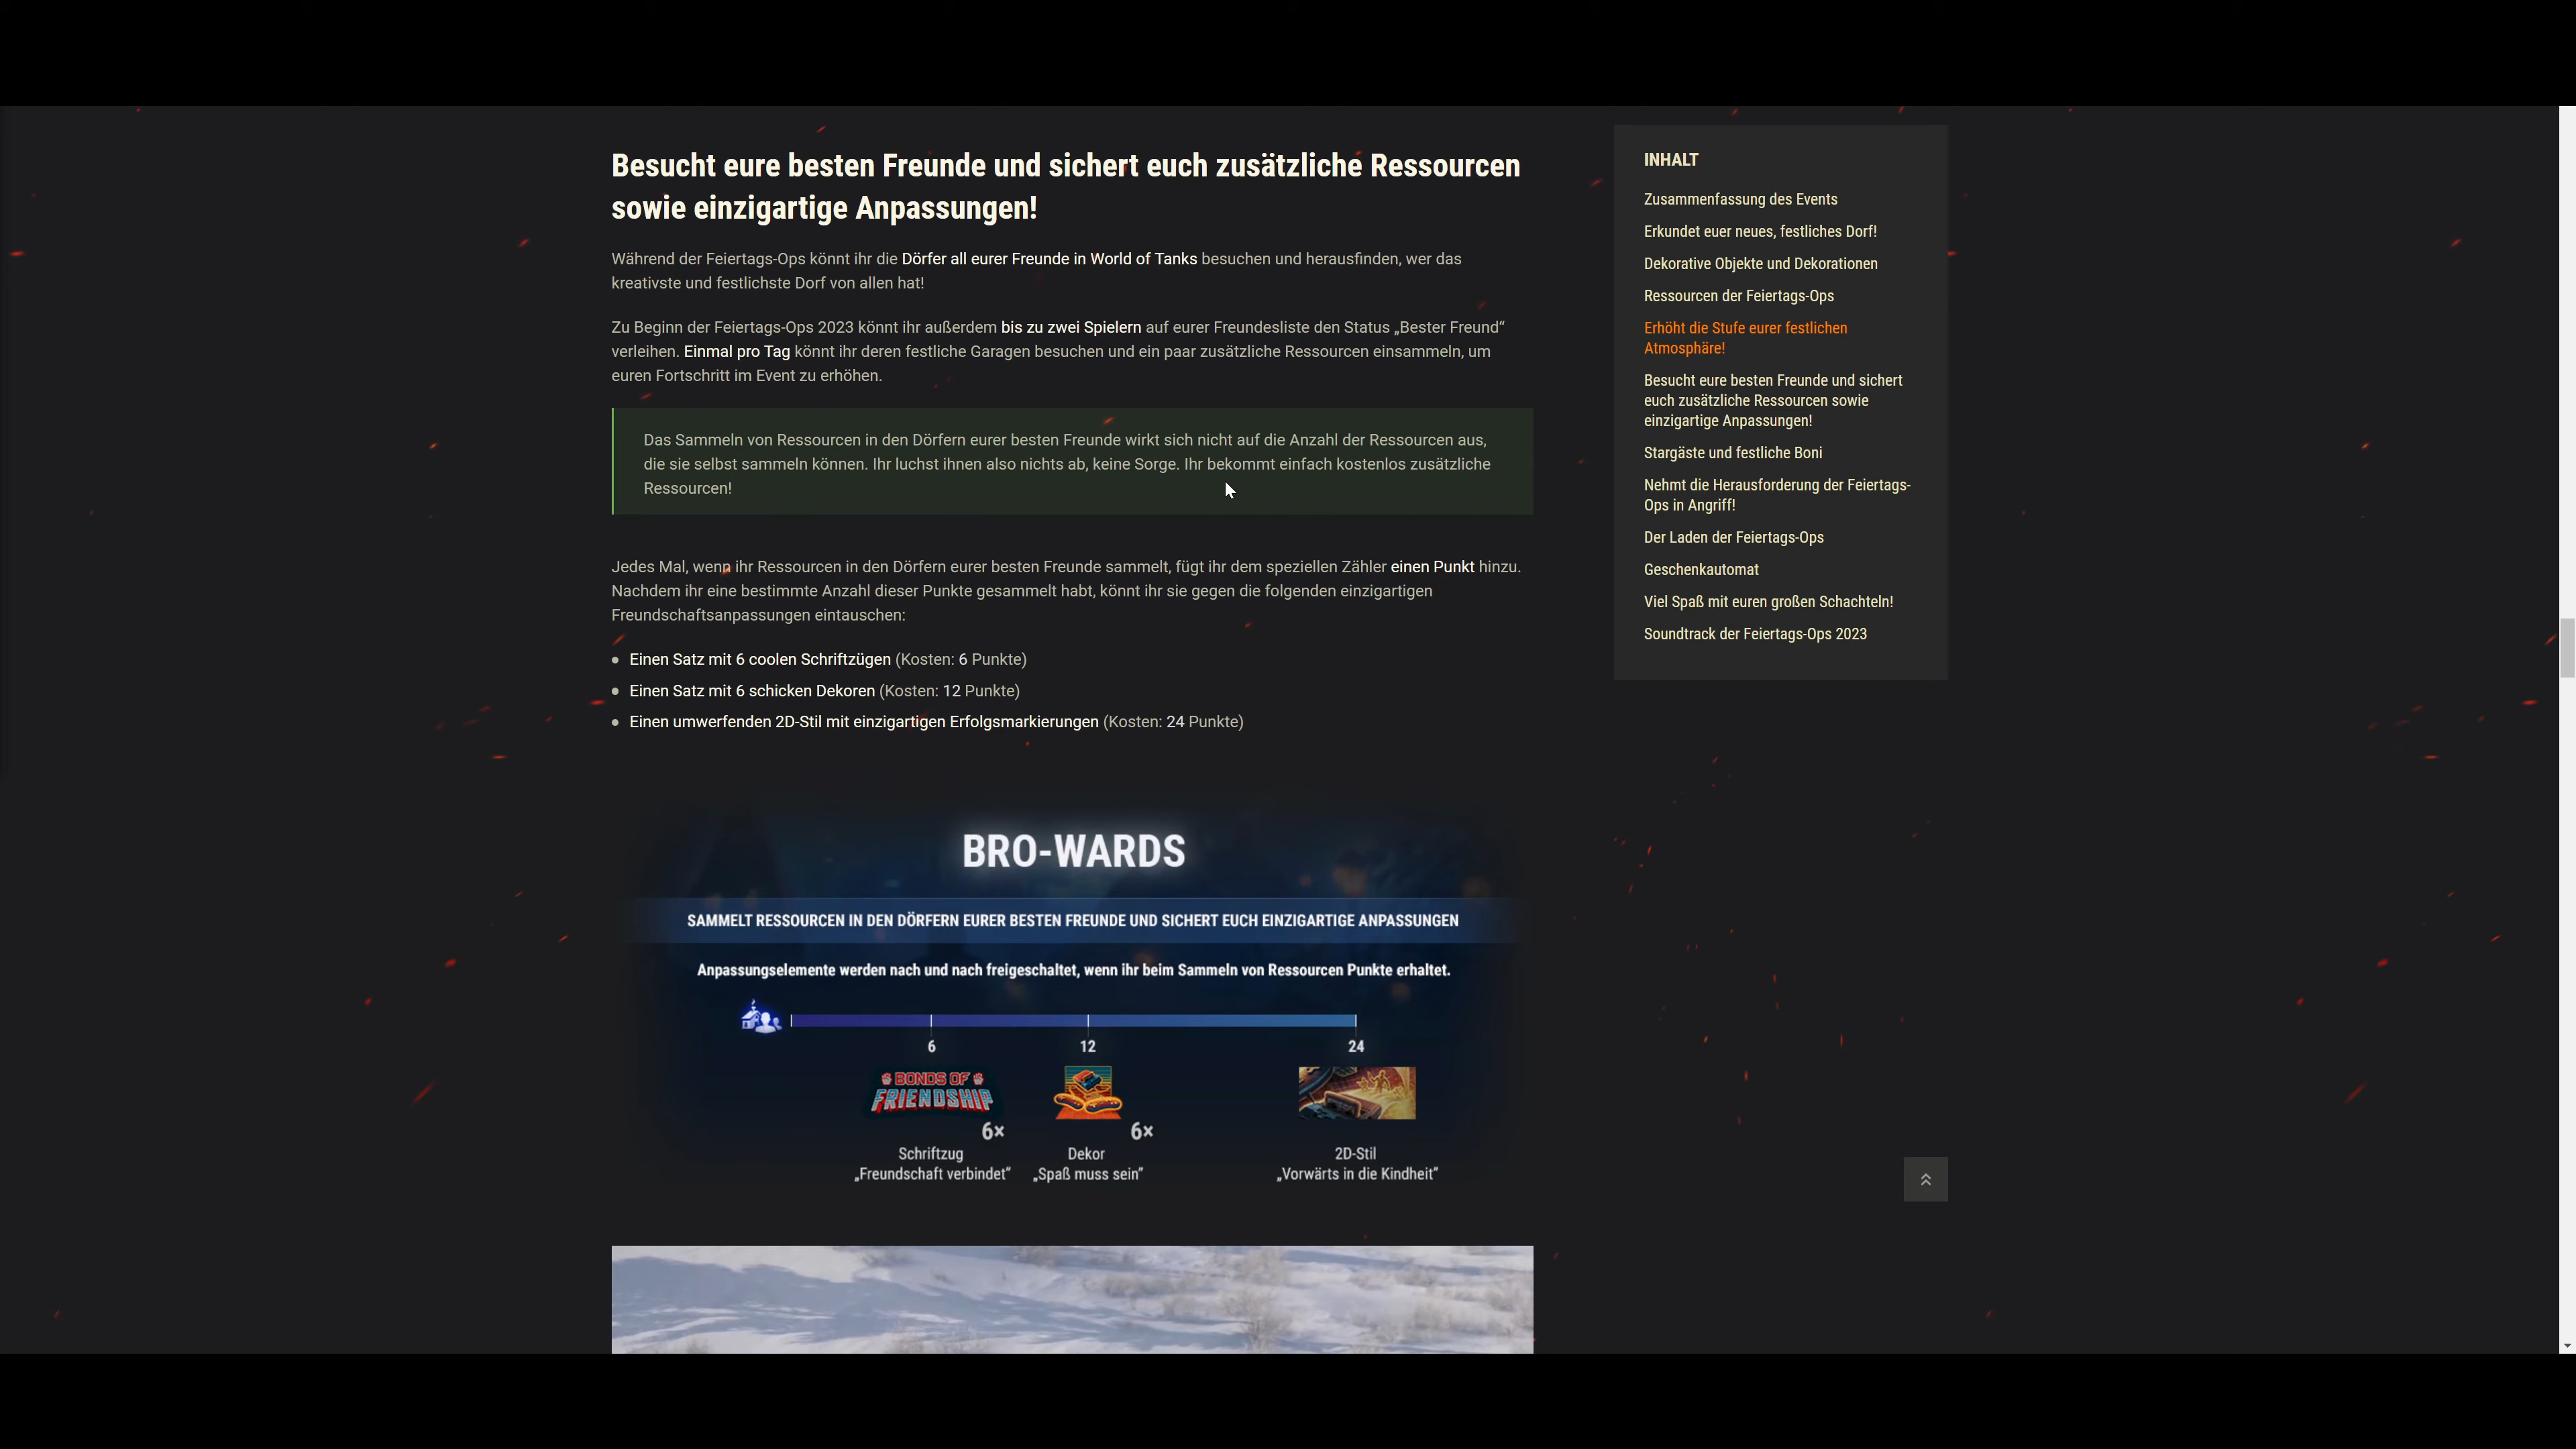 Besucht eure besten Freunde und sichert euch zusätzliche Ressourcen
sowie einzigartige Anpassungen!
Während der Feiertags-Ops könnt ihr die Dörfer all eurer Freunde in World of Tanks besuchen und herausfinden, wer das
kreativste und festlichste Dorf von allen hat!
Zu Beginn der Feiertags-Ops 2023 könnt ihr außerdem bis zu zwei Spielern auf eurer Freundesliste den Status „Bester Freund“
verleihen. Einmal pro Tag könnt ihr deren festliche Garagen besuchen und ein paar zusätzliche Ressourcen einsammeln, um
euren Fortschritt im Event zu erhöhen.
Das Sammeln von Ressourcen in den Dörfern eurer besten Freunde wirkt sich nicht auf die Anzahl der Ressourcen aus,
die sie selbst sammeln können. Ihr luchst ihnen also nichts ab, keine Sorge. Ihr bekommt einfach kostenlos zusätzliche
Ressourcen!
Jedes Mal, wenn ihr Ressourcen in den Dörfern eurer besten Freunde sammelt, fügt ihr dem speziellen Zähler einen Punkt hinzu.
Nachdem ihr eine bestimmte Anzahl dieser Punkte gesammelt habt, könnt ihr sie gegen die folgenden einzigartigen
Freundschaftsanpassungen eintauschen:
Einen Satz mit 6 coolen Schriftzügen (Kosten: 6 Punkte)
Einen Satz mit 6 schicken Dekoren (Kosten: 12 Punkte)
Einen umwerfenden 2D-Stil mit einzigartigen Erfolgsmarkierungen (Kosten: 24 Punkte)
BRO-WARDS
SAMMELT RESSOURCEN IN DEN DÖRFERN EURER BESTEN FREUNDE UND SICHERT EUCH EINZIGARTIGE ANPASSUNGEN
Anpassungselemente werden nach und nach freigeschaltet, wenn ihr beim Sammeln von Ressourcen Punkte erhaltet.
6
12
24
BONDS OF
FRIENDSHIP
6×
6×
Schriftzug
„Freundschaft verbindet“
Dekor
„Spaß muss sein“
2D-Stil
„Vorwärts in die Kindheit“
INHALT
Zusammenfassung des Events
Erkundet euer neues, festliches Dorf!
Dekorative Objekte und Dekorationen
Ressourcen der Feiertags-Ops
Erhöht die Stufe eurer festlichen
Atmosphäre!
Besucht eure besten Freunde und sichert
euch zusätzliche Ressourcen sowie
einzigartige Anpassungen!
Stargäste und festliche Boni
Nehmt die Herausforderung der Feiertags-
Ops in Angriff!
Der Laden der Feiertags-Ops
Geschenkautomat
Viel Spaß mit euren großen Schachteln!
Soundtrack der Feiertags-Ops 2023